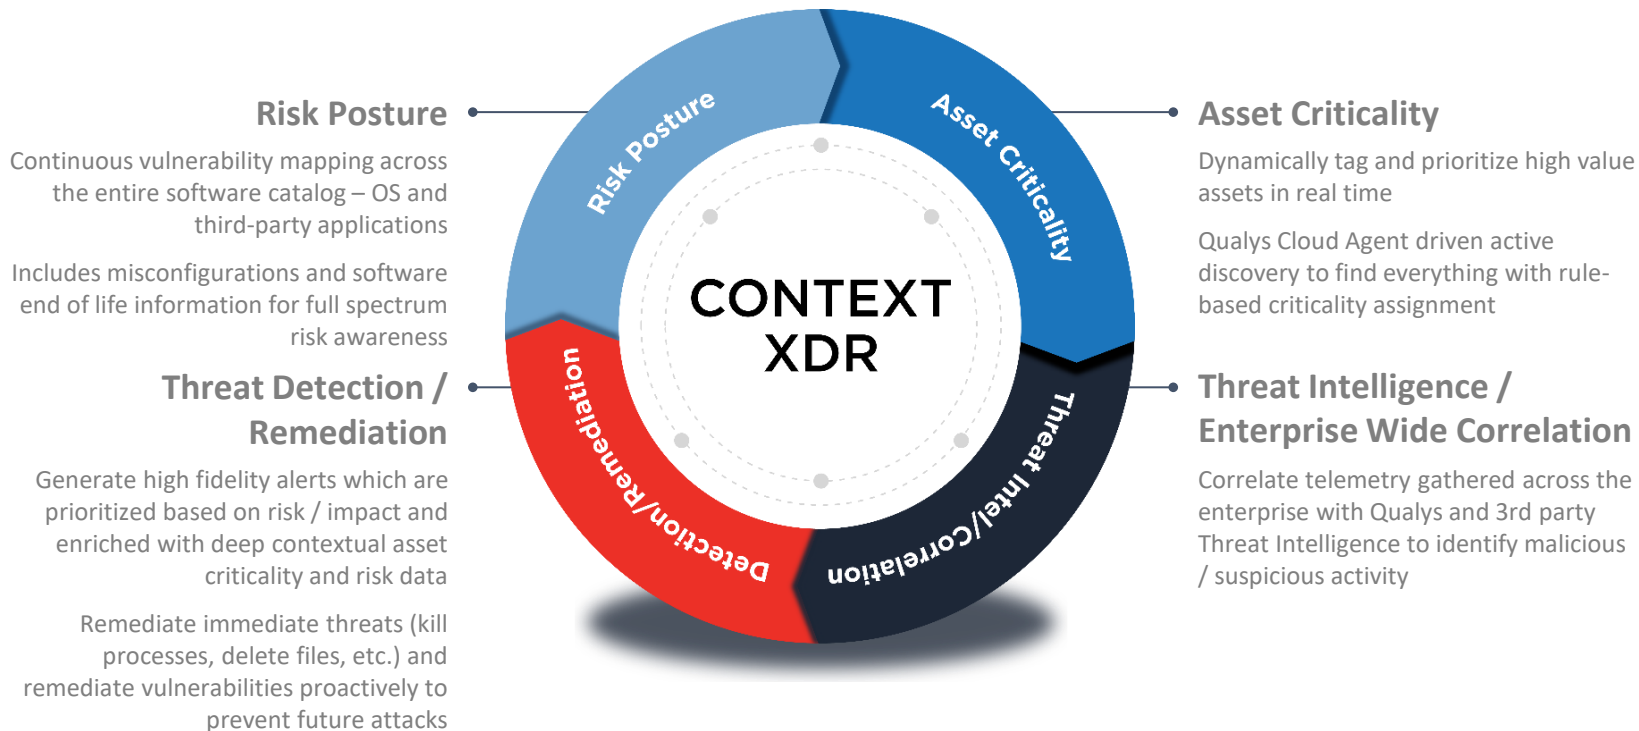 Risk Posture
Continuous vulnerability mapping across
the entire software catalog – OS and
third-party applications
Includes misconfigurations and software
end of life information for full spectrum
risk awareness
Threat Detection /
Remediation
Generate high fidelity alerts which are
prioritized based on risk / impact and
enriched with deep contextual asset
criticality and risk data
Remediate immediate threats (kill
processes, delete files, etc.) and
remediate vulnerabilities proactively to
prevent future attacks
Risk Posture
Asset Criticality
CONTEXT
XDR
Detection/Remediation
Threat Intel/Correlation
Asset Criticality
Dynamically tag and prioritize high value
assets in real time
Qualys Cloud Agent driven active
discovery to find everything with rule-
based criticality assignment
Threat Intelligence /
Enterprise Wide Correlation
Correlate telemetry gathered across the
enterprise with Qualys and 3rd party
Threat Intelligence to identify malicious
/ suspicious activity